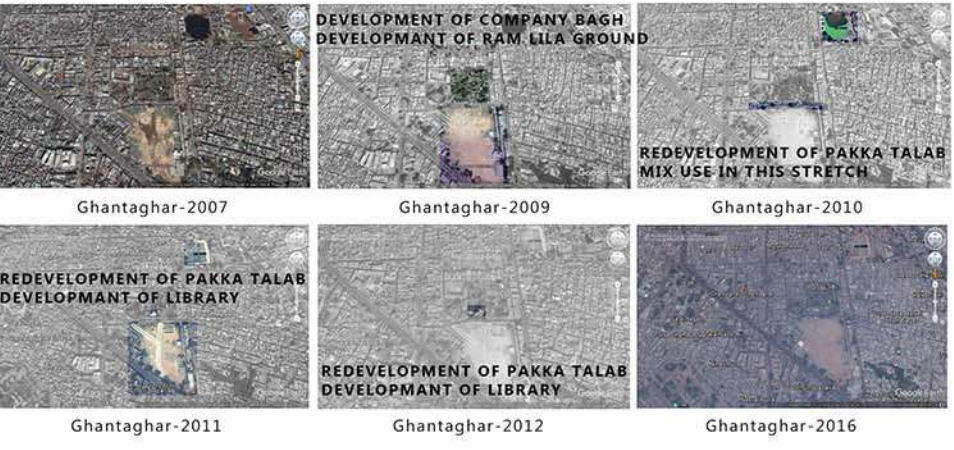 DEVELOPMENT OF COMPANY BAGH
DEVELOPMANT OF RAM LILA GROUND
REDEVELOPMENT OF PAKKA TALAB
MIX USE IN THIS STRETCH
Ghantaghar-2007
Ghantaghar-2009
Ghantaghar-2010
REDEVELOPMENT OF PAKKA TALAB
DEVELOPMANT OF LIBRARY
REDEVELOPMENT OF PAKKA TALAB
DEVELOPMANT OF LIBRARY
Google Earth
Ghantaghar-2011
Ghantaghar-2012
Ghantaghar-2016